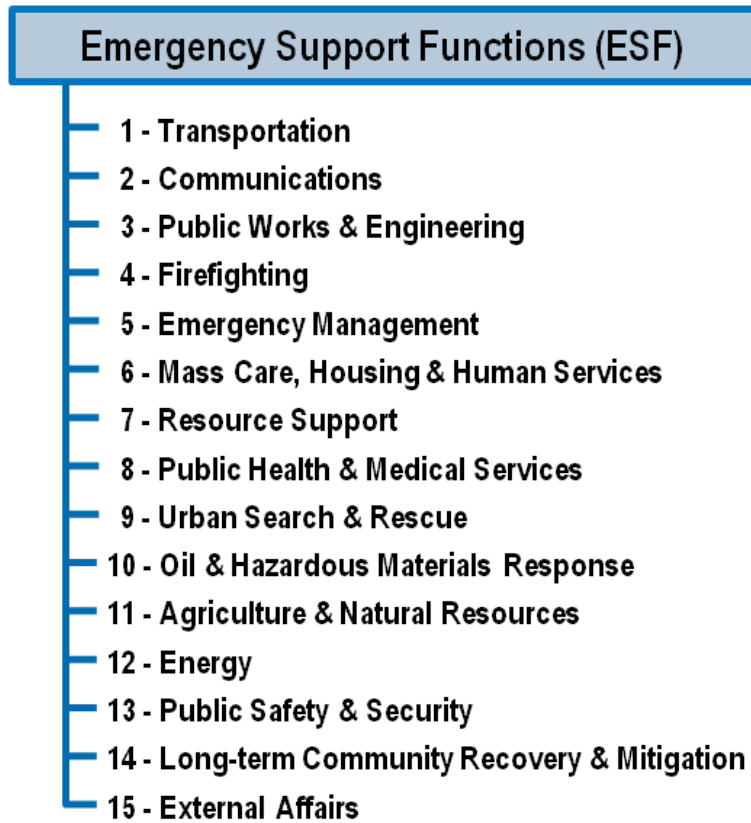 Emergency Support Functions (ESF)
1 - Transportation
2 - Communications
3 - Public Works & Engineering
4 - Firefighting
5 - Emergency Management
6 - Mass Care, Housing & Human Services
7 - Resource Support
8 - Public Health & Medical Services
9 - Urban Search & Rescue
10 - Oil & Hazardous Materials Response
11 - Agriculture & Natural Resources
12 - Energy
13 - Public Safety & Security
14 - Long-term Community Recovery & Mitigation
15 - External Affairs